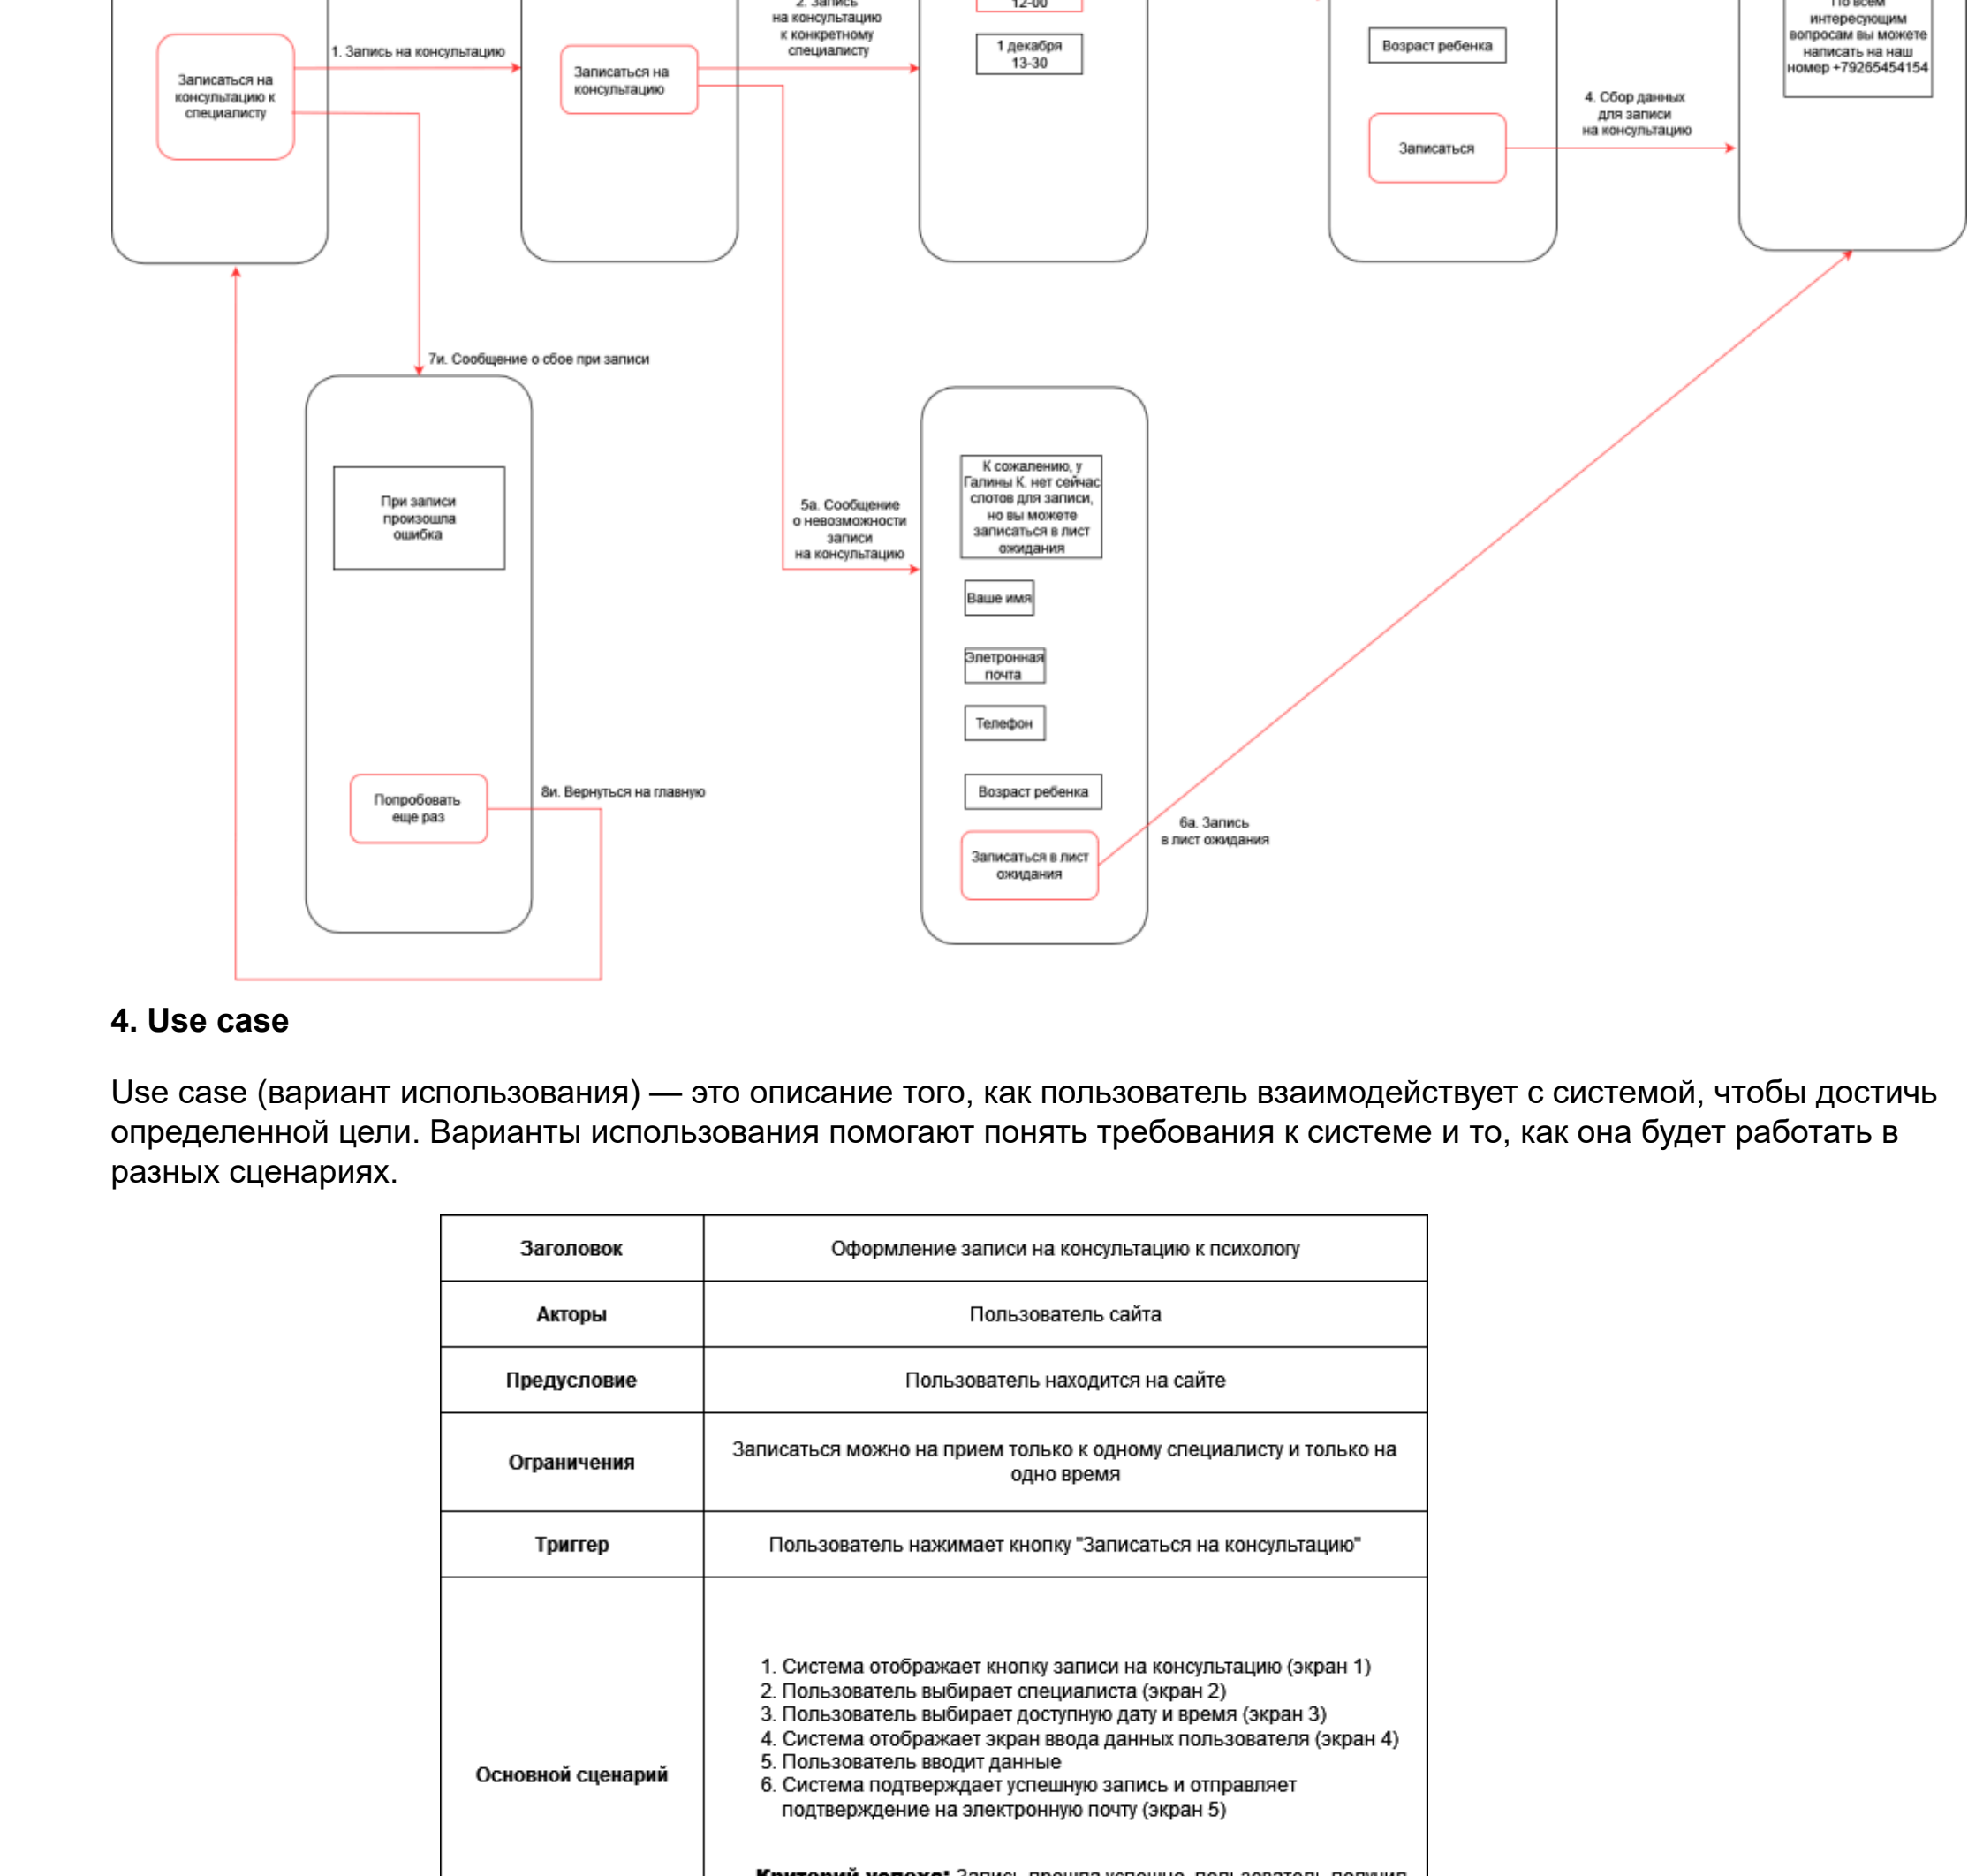 2. Запись
на консультацию
к конкретному
специалисту
12-00
По всем
интересующим
вопросам вы можете
написать на наш
номер +79265454154
1. Запись на консультацию
Записаться на
консультацию к
специалисту
Записаться на
консультацию
1 декабря
13-30
Возраст ребенка
4. Сбор данных
для записи
на консультацию
Записаться
7и. Сообщение о сбое при записи
При записи
произошла
ошибка
5а. Сообщение
о невозможности
записи
на консультацию
К сожалению, у
Галины К. нет сейчас
слотов для записи,
но вы можете
записаться в лист
ожидания
Ваше имя
Элетронная
почта
Телефон
Возраст ребенка
Попробовать
еще раз
8и. Вернуться на главную
6а. Запись
в лист ожидания
Записаться в лист
ожидания
4. Use case
Use case (вариант использования) — это описание того, как пользователь взаимодействует с системой, чтобы достичь
определенной цели. Варианты использования помогают понять требования к системе и то, как она будет работать в
разных сценариях.
Заголовок
Оформление записи на консультацию к психологу
Акторы
Пользователь сайта
Предусловие
Пользователь находится на сайте
Ограничения
Записаться можно на прием только к одному специалисту и только на
одно время
Триггер
Пользователь нажимает кнопку "Записаться на консультацию"
Основной сценарий
1. Система отображает кнопку записи на консультацию (экран 1)
2. Пользователь выбирает специалиста (экран 2)
3. Пользователь выбирает доступную дату и время (экран 3)
4. Система отображает экран ввода данных пользователя (экран 4)
5. Пользователь вводит данные
6. Система подтверждает успешную запись и отправляет
подтверждение на электронную почту (экран 5)
Критерий успеха: Запись прошла успешно, пользователь получил